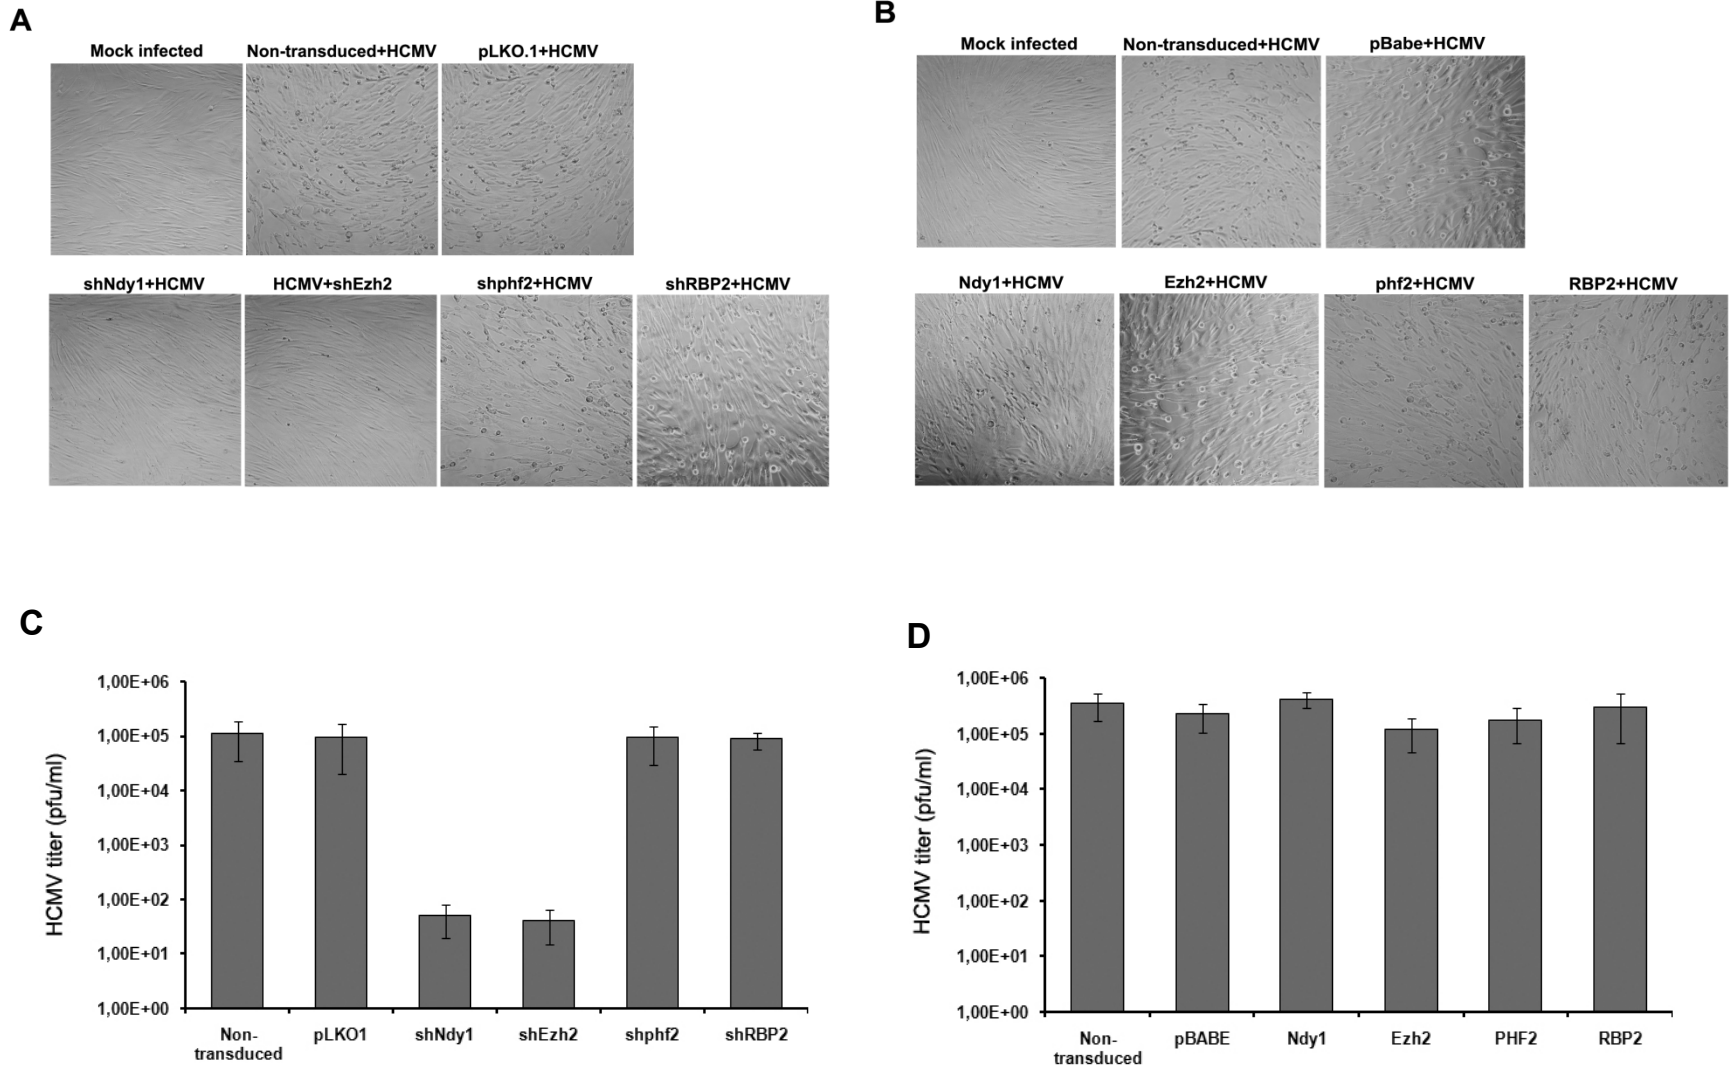 A
Mock infected
Non-transduced+HCMV
pLKO.1+HCMV
shNdy1+HCMV
HCMV+shEzh2
shphf2+HCMV
shRBP2+HCMV
B
Mock infected
Non-transduced+HCMV
pBabe+HCMV
Ndy1+HCMV
Ezh2+HCMV
phf2+HCMV
RBP2+HCMV
C
HCMV titer (pfu/ml)
1,00E+06
1,00E+05
1,00E+04
1,00E+03
1,00E+02
1,00E+01
1,00E+00
Non-
transduced
pLKO1
shNdy1
shEzh2
shphf2
shRBP2
D
HCMV titer (pfu/ml)
1,00E+06
1,00E+05
1,00E+04
1,00E+03
1,00E+02
1,00E+01
1,00E+00
Non-
transduced
pBABE
Ndy1
Ezh2
PHF2
RBP2